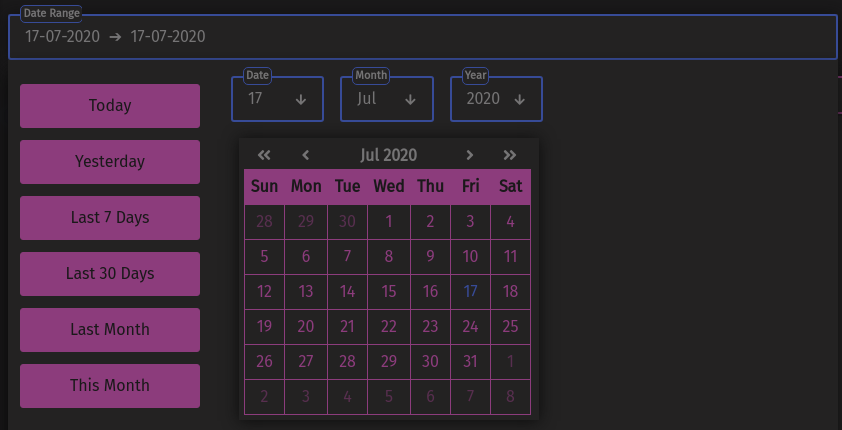 Date Range
17-07-2020 → 17-07-2020
Today
Yesterday
Last 7 Days
Last 30 Days
Last Month
This Month
Date Month Year
17 Jul 2020
Jul 2020
Sun Mon Tue Wed Thu Fri Sat
28 29 30 1 2 3 4
5 6 7 8 9 10 11
12 13 14 15 16 17 18
19 20 21 22 23 24 25
26 27 28 29 30 31 1
2 3 4 5 6 7 8